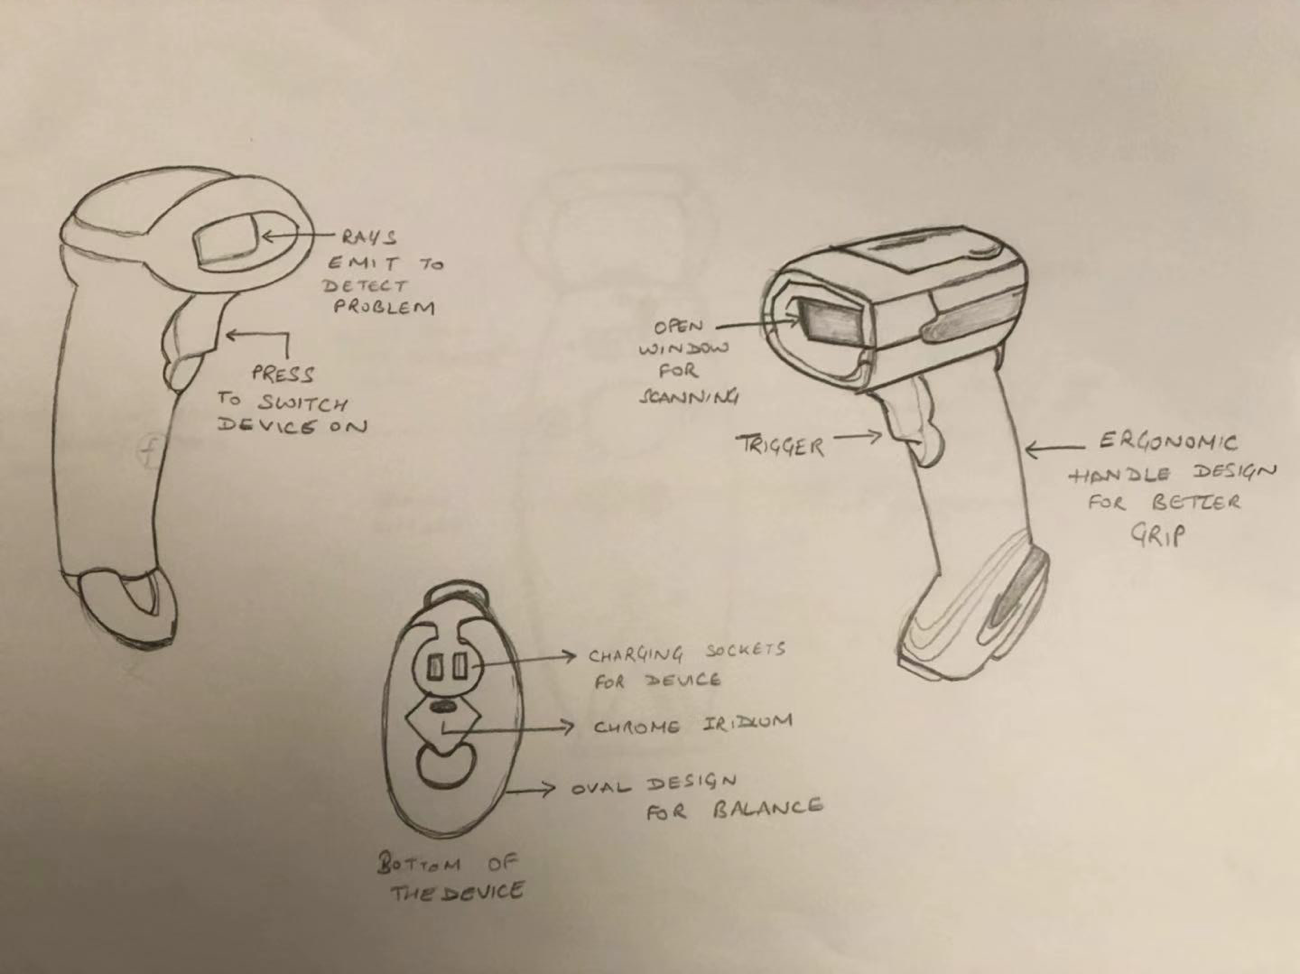 RAYS
EMIT TO
DETECT
PROBLEM
PRESS
TO SWITCH
DEVICE ON
OPEN
WINDOW
FOR
SCANNING
TRIGGER
ERGONOMIC
HANDLE DESIGN
FOR BETTER
GRIP
CHARGING SOCKETS
FOR DEVICE
CHROME IRIDIUM
OVAL DESIGN
FOR BALANCE
BOTTOM OF
THE DEVICE